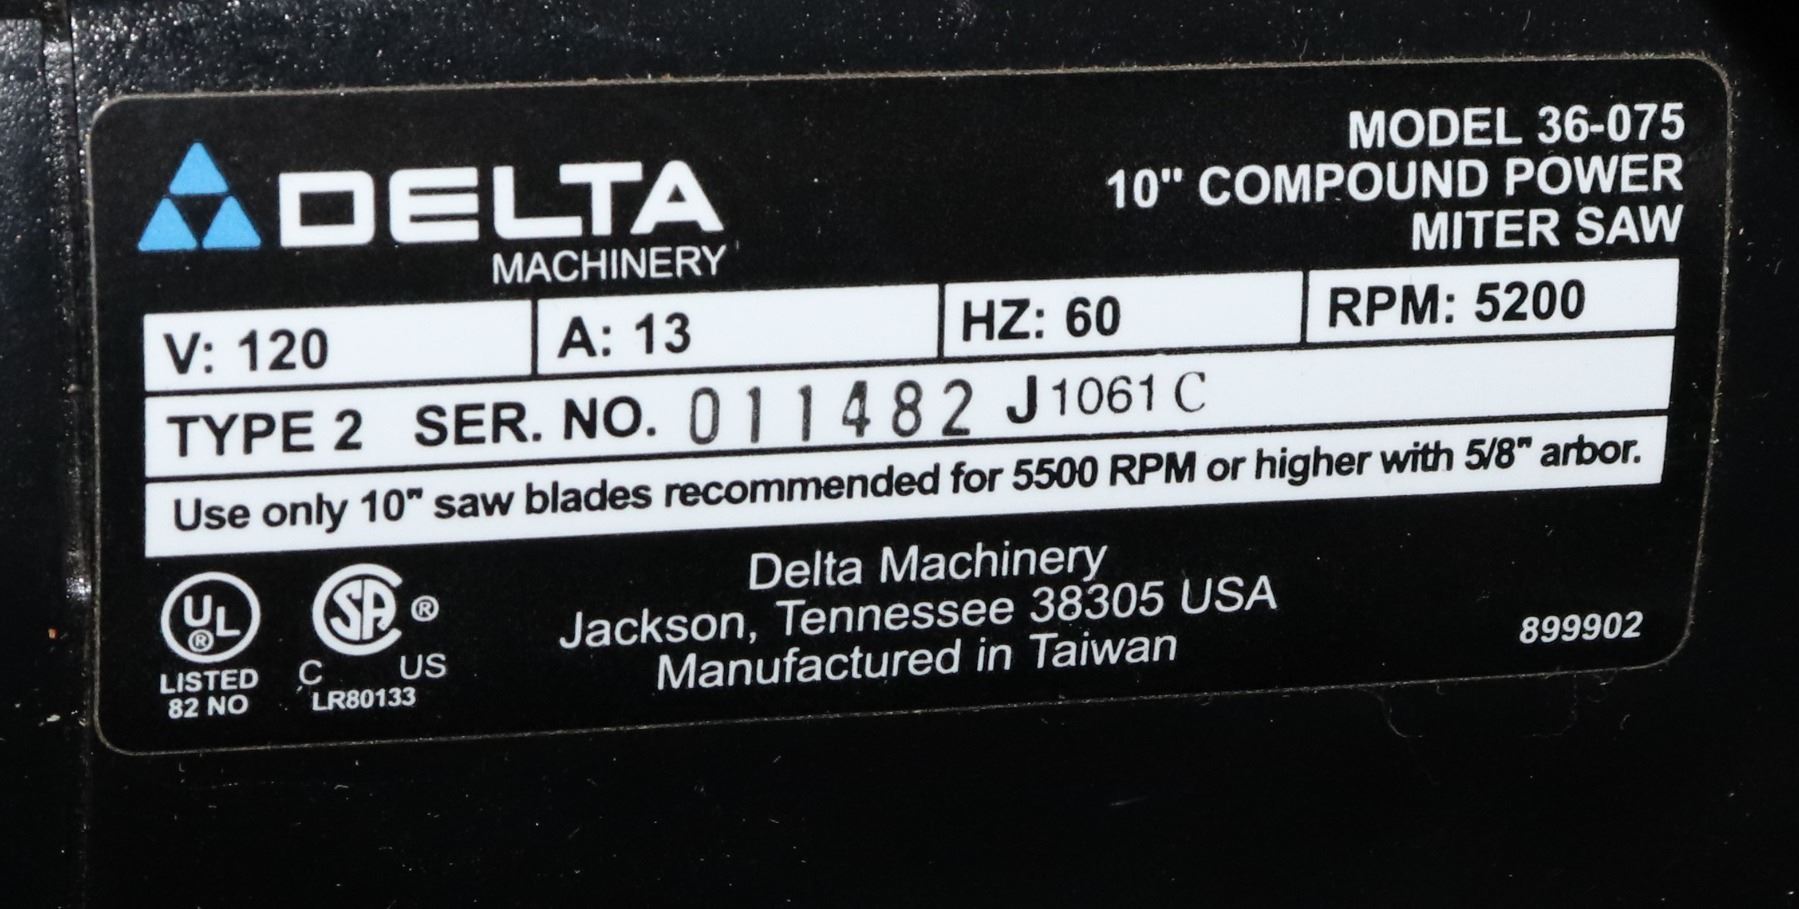 DELTA
MACHINERY
MODEL 36-075
10" COMPOUND POWER
MITER SAW
V: 120 A: 13 HZ: 60 RPM: 5200
TYPE 2 SER. NO. 011482 J1061C
Use only 10" saw blades recommended for 5500 RPM or higher with 5/8" arbor.
UL ®
LISTED
82 NO
SA ®
C US
LR80133
Delta Machinery
Jackson, Tennessee 38305 USA
Manufactured in Taiwan
899902